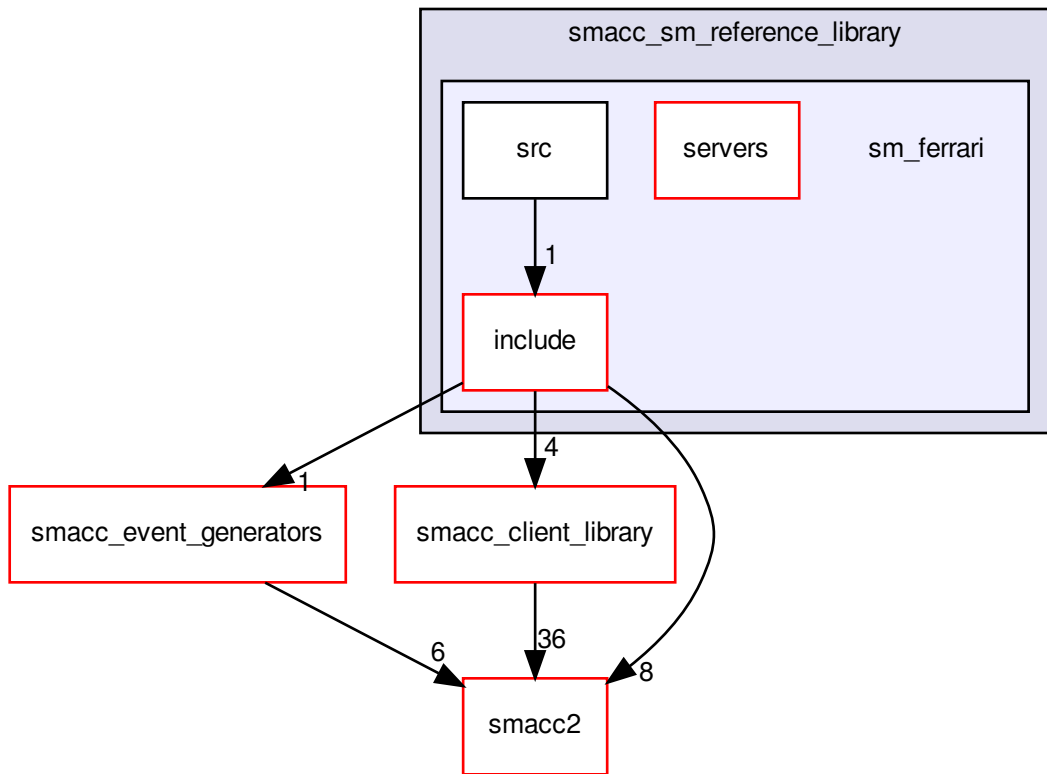 smacc_sm_reference_library
src
servers
sm_ferrari
1
include
1
4
smacc_event_generators
smacc_client_library
6
36
8
smacc2